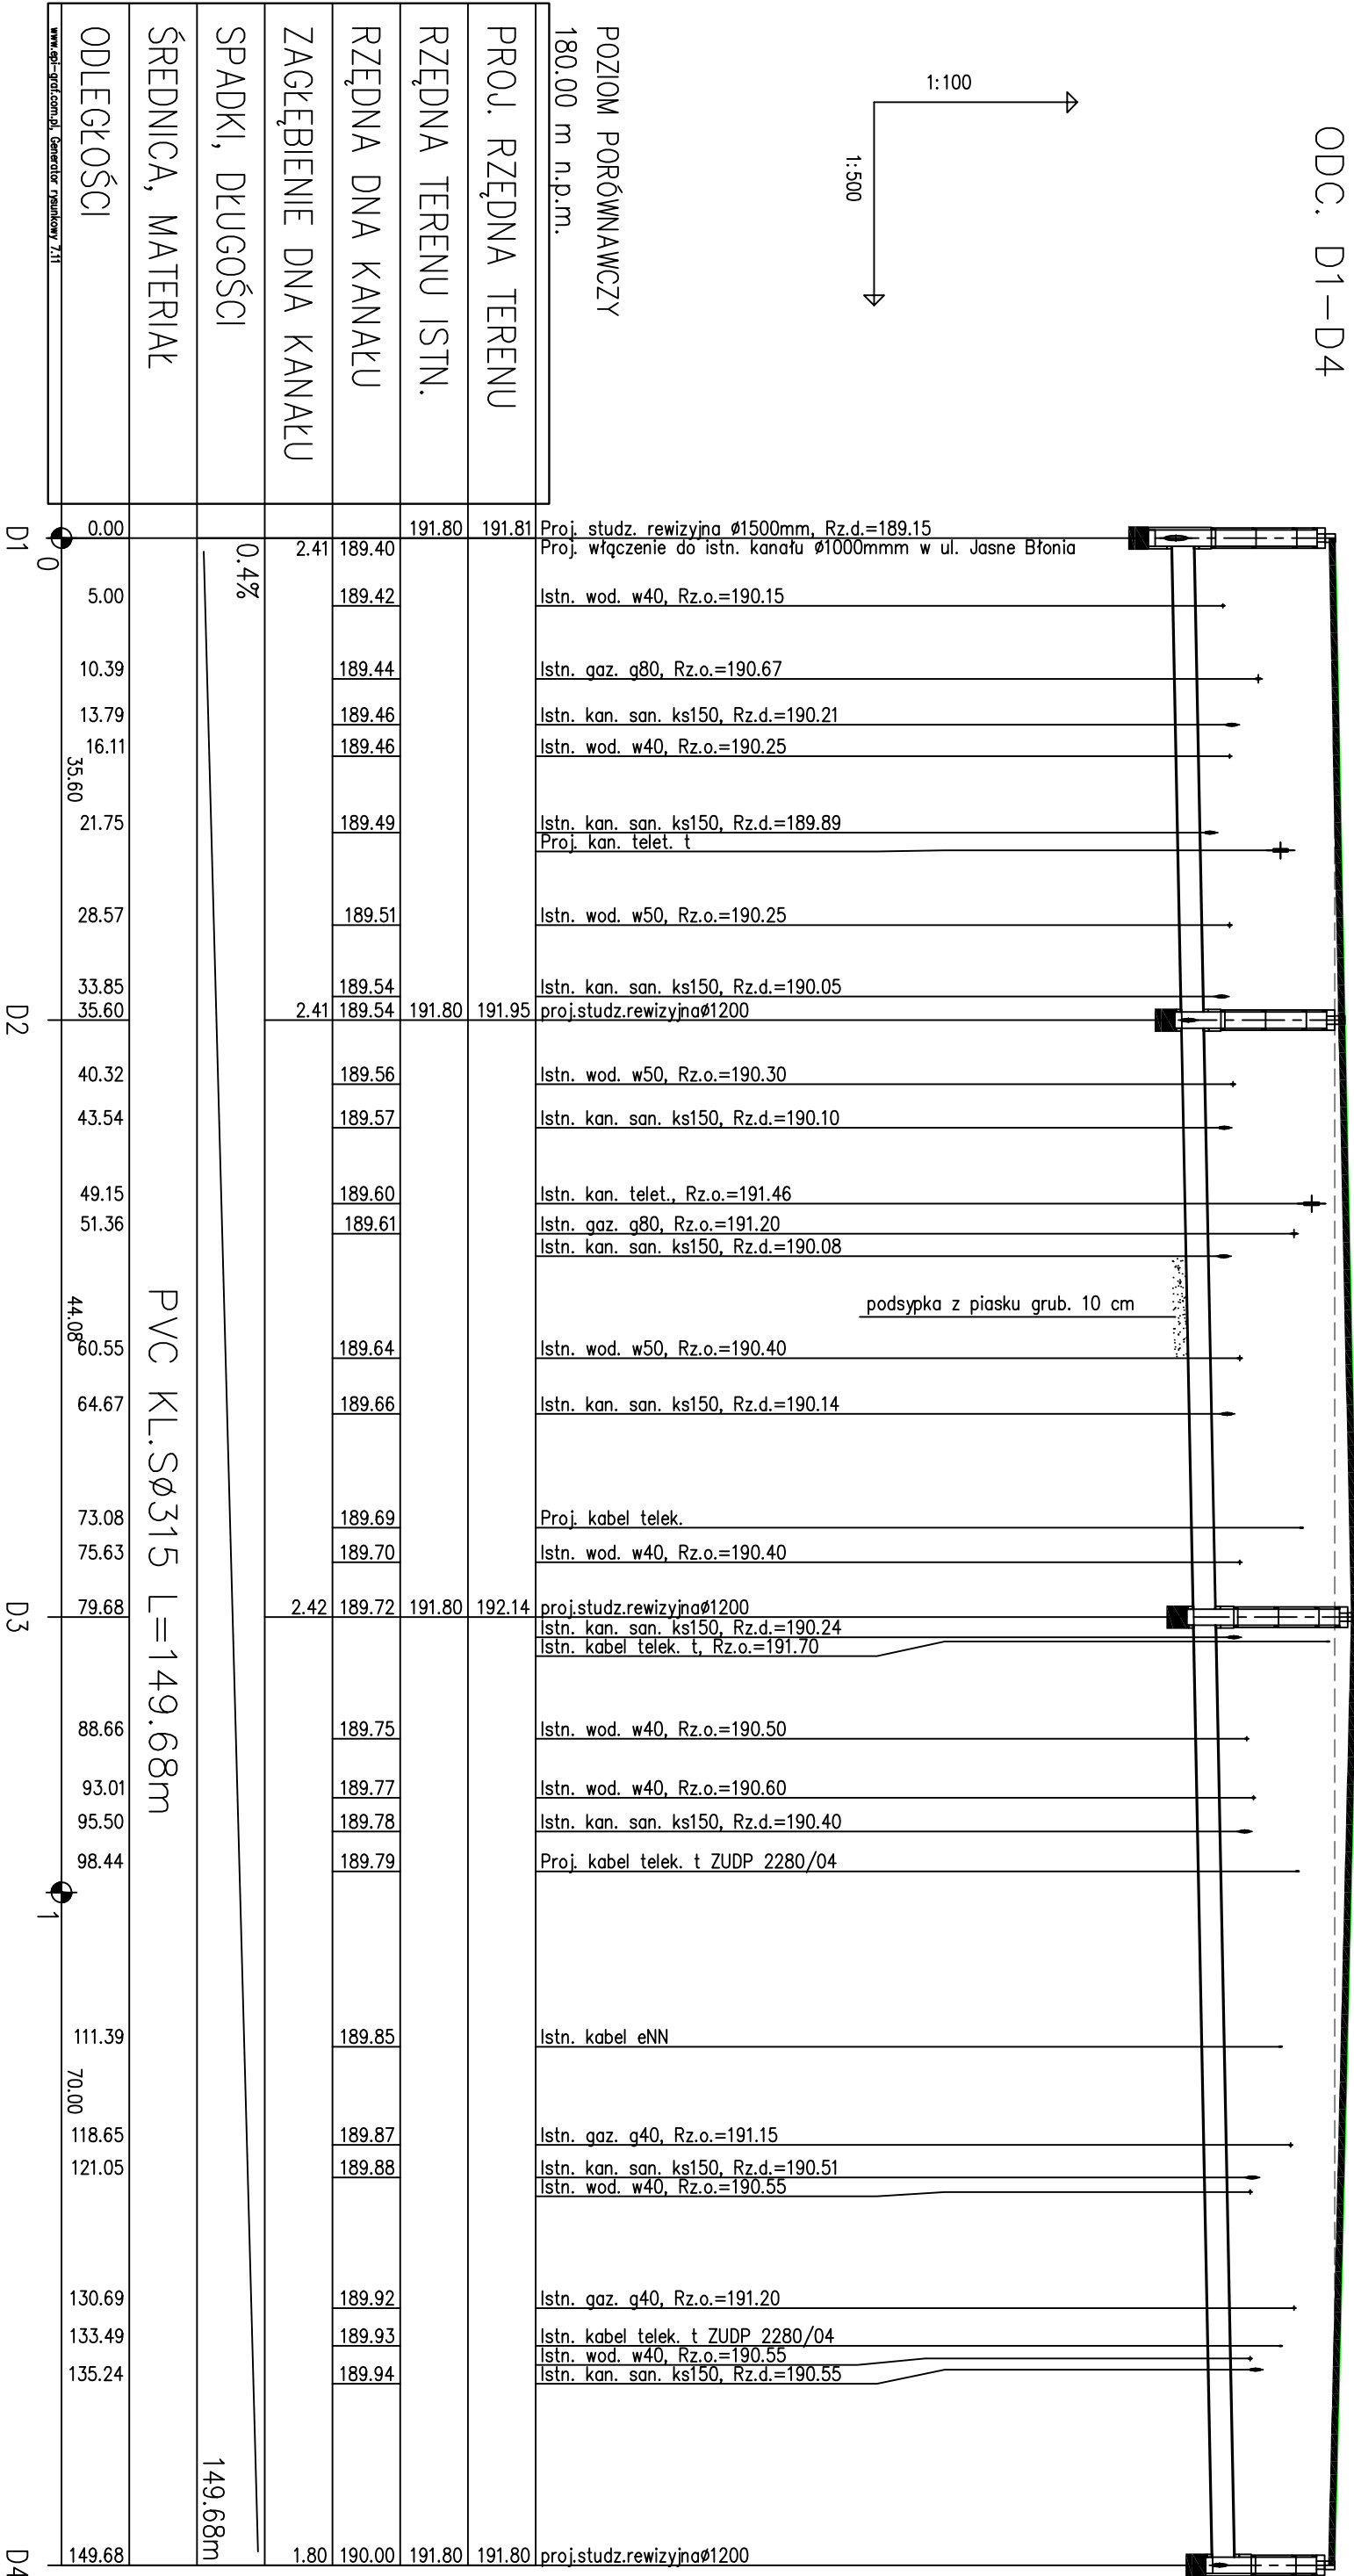 ODC. D1-D4
1:100
1:500
POZIOM PORÓWNAWCZY
180.00 m n.p.m.
PROJ. RZĘDNA TERENU
RZĘDNA TERENU ISTN.
RZĘDNA DNA KANAŁU
ZAGŁĘBIENIE DNA KANAŁU
SPADKI, DŁUGOŚCI
ŚREDNICA, MATERIAŁ
ODLEGŁOŚCI
www.epi-graf.com.pl, Generator rysunkowy 7.11
0.00 191.80 191.81 Proj. studz. rewizyjna ø1500mm, Rz.d.=189.15
2.41 189.40 Proj. włączenie do istn. kanału ø1000mmm w ul. Jasne Błonia
D1
0
0.4%
5.00 189.42 Istn. wod. w40, Rz.o.=190.15
10.39 189.44 Istn. gaz. g80, Rz.o.=190.67
13.79 189.46 Istn. kan. san. ks150, Rz.d.=190.21
16.11 189.46 Istn. wod. w40, Rz.o.=190.25
35.60
21.75 189.49 Istn. kan. san. ks150, Rz.d.=189.89
Proj. kan. telet. t
28.57 189.51 Istn. wod. w50, Rz.o.=190.25
33.85 189.54 Istn. kan. san. ks150, Rz.d.=190.05
35.60 2.41 189.54 191.80 191.95 proj.studz.rewizyjnaø1200
D2
40.32 189.56 Istn. wod. w50, Rz.o.=190.30
43.54 189.57 Istn. kan. san. ks150, Rz.d.=190.10
49.15 189.60 Istn. kan. telet., Rz.o.=191.46
51.36 189.61 Istn. gaz. g80, Rz.o.=191.20
Istn. kan. san. ks150, Rz.d.=190.08
podsypka z piasku grub. 10 cm
44.08
60.55 189.64 Istn. wod. w50, Rz.o.=190.40
64.67 189.66 Istn. kan. san. ks150, Rz.d.=190.14
PVC KL.Sø315 L=149.68m
73.08 189.69 Proj. kabel telek.
75.63 189.70 Istn. wod. w40, Rz.o.=190.40
79.68 2.42 189.72 191.80 192.14 proj.studz.rewizyjnaø1200
D3
Istn. kan. san. ks150, Rz.d.=190.24
Istn. kabel telek. t, Rz.o.=191.70
88.66 189.75 Istn. wod. w40, Rz.o.=190.50
93.01 189.77 Istn. wod. w40, Rz.o.=190.60
95.50 189.78 Istn. kan. san. ks150, Rz.d.=190.40
98.44 189.79 Proj. kabel telek. t ZUDP 2280/04
1
111.39 189.85 Istn. kabel eNN
70.00
118.65 189.87 Istn. gaz. g40, Rz.o.=191.15
121.05 189.88 Istn. kan. san. ks150, Rz.d.=190.51
Istn. wod. w40, Rz.o.=190.55
130.69 189.92 Istn. gaz. g40, Rz.o.=191.20
133.49 189.93 Istn. kabel telek. t ZUDP 2280/04
Istn. wod. w40, Rz.o.=190.55
135.24 189.94 Istn. kan. san. ks150, Rz.d.=190.55
149.68m
149.68 1.80 190.00 191.80 191.80 proj.studz.rewizyjnaø1200
D4